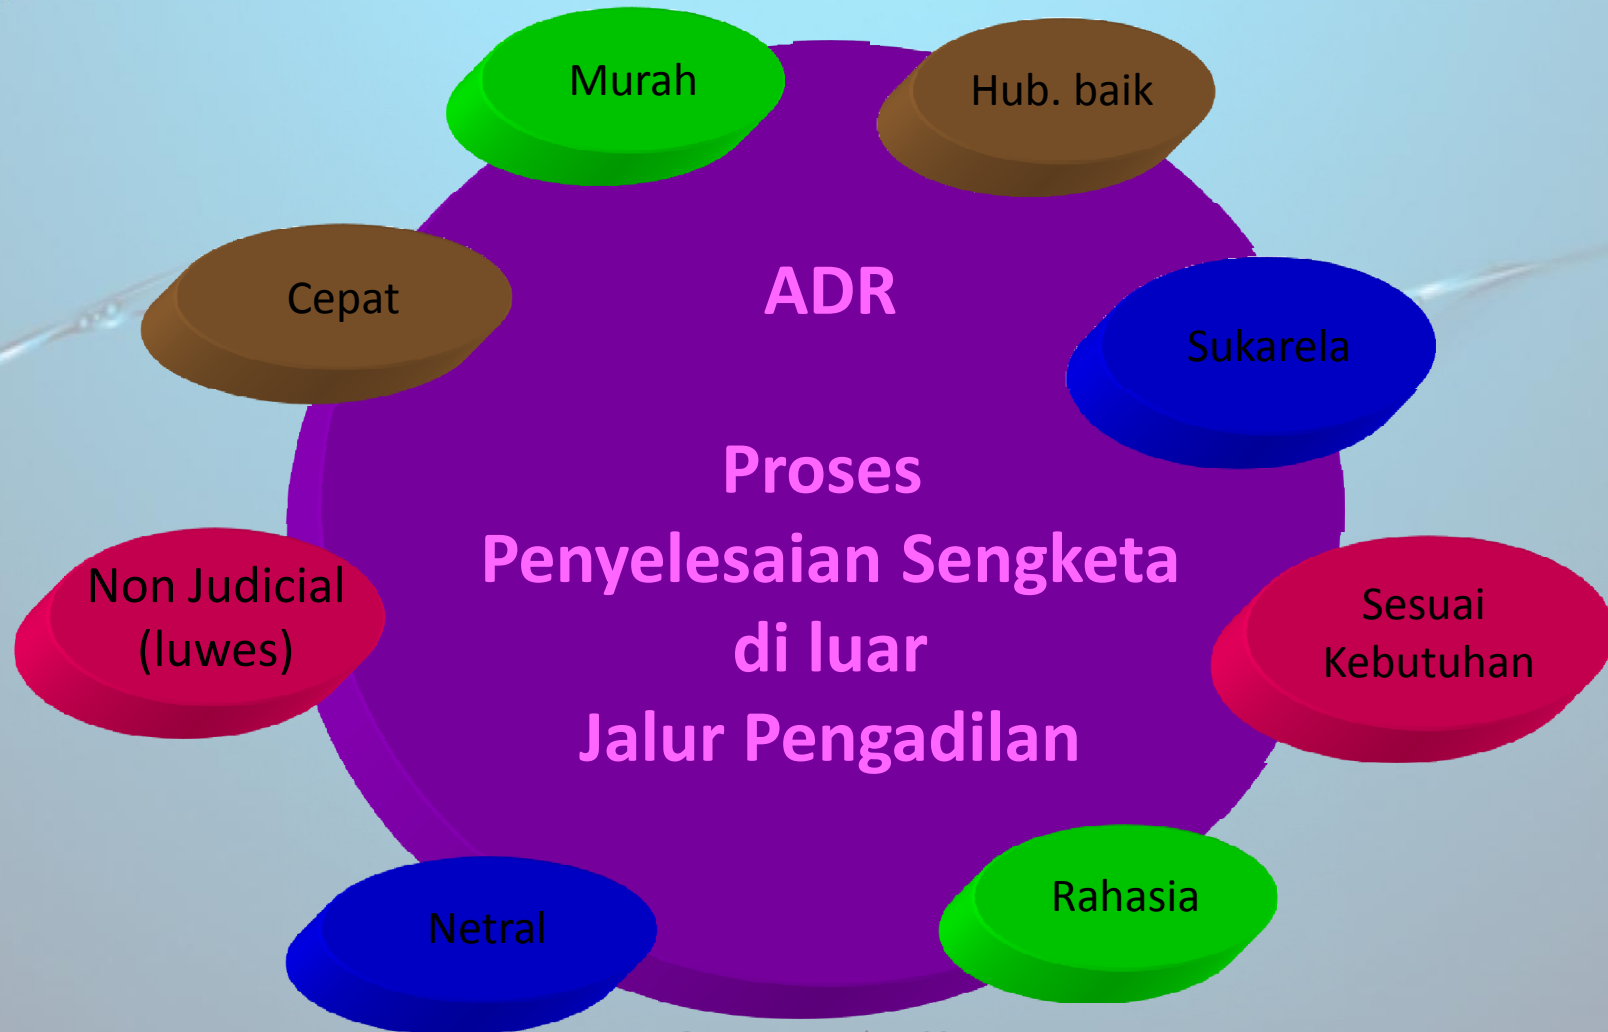 Murah
Hub. baik
Cepat
ADR
Sukarela
Proses
Penyelesaian Sengketa
di luar
Jalur Pengadilan
Non Judicial
(luwes)
Sesuai
Kebutuhan
Netral
Rahasia